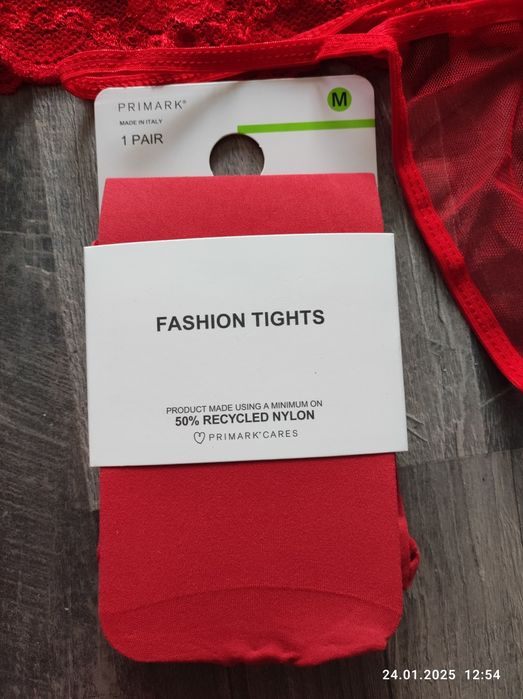 PRIMARK®
M
MADE IN ITALY
1 PAIR
FASHION TIGHTS
PRODUCT MADE USING A MINIMUM ON
50% RECYCLED NYLON
PRIMARK®CARES
24.01.2025 12:54